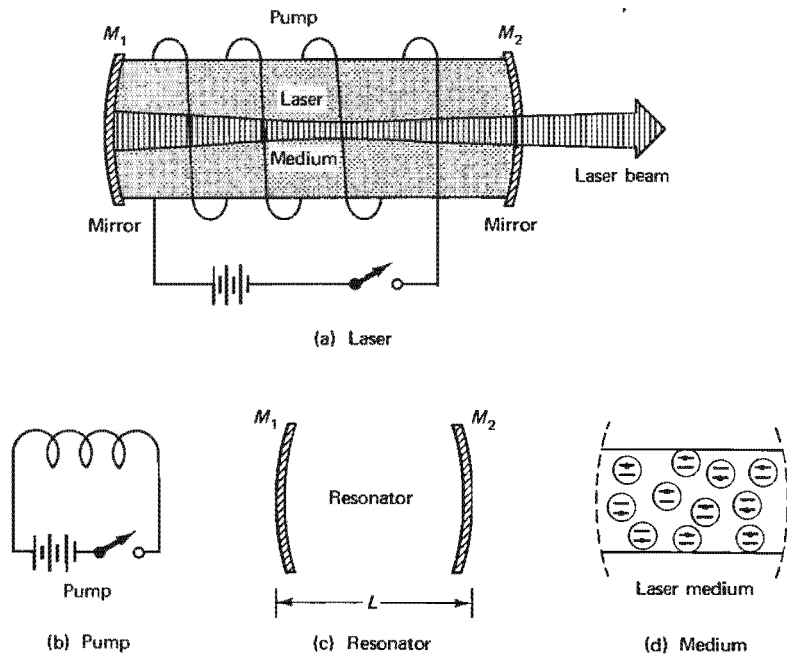 Pump
M1
M2
Laser
Medium
Laser beam
Mirror
Mirror
(a) Laser
M1
M2
Resonator
Pump
L
Laser medium
(b) Pump
(c) Resonator
(d) Medium